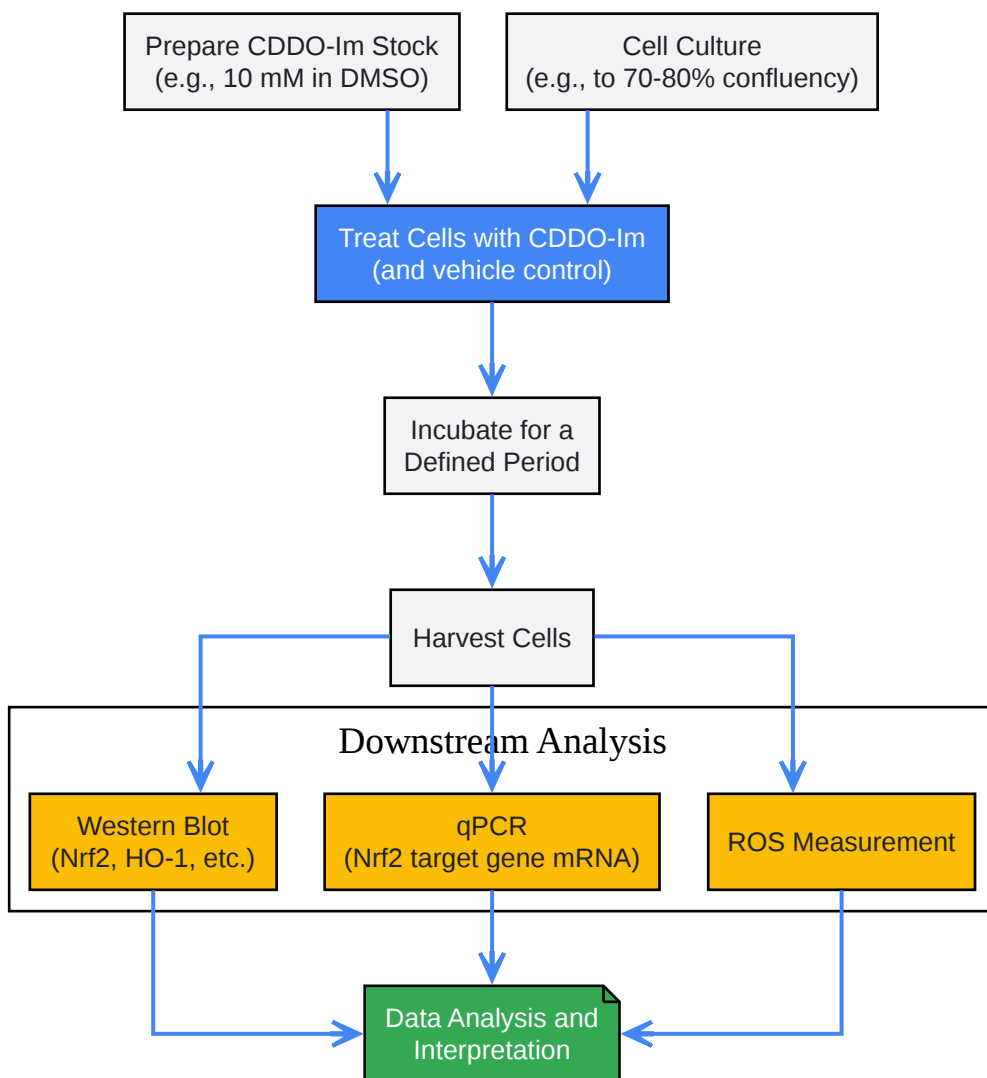 Prepare CDDO-Im Stock
(e.g., 10 mM in DMSO)
Cell Culture
(e.g., to 70-80% confluency)
Treat Cells with CDDO-Im
(and vehicle control)
Incubate for a
Defined Period
Harvest Cells
Downstream Analysis
Western Blot
(Nrf2, HO-1, etc.)
qPCR
(Nrf2 target gene mRNA)
ROS Measurement
Data Analysis and
Interpretation